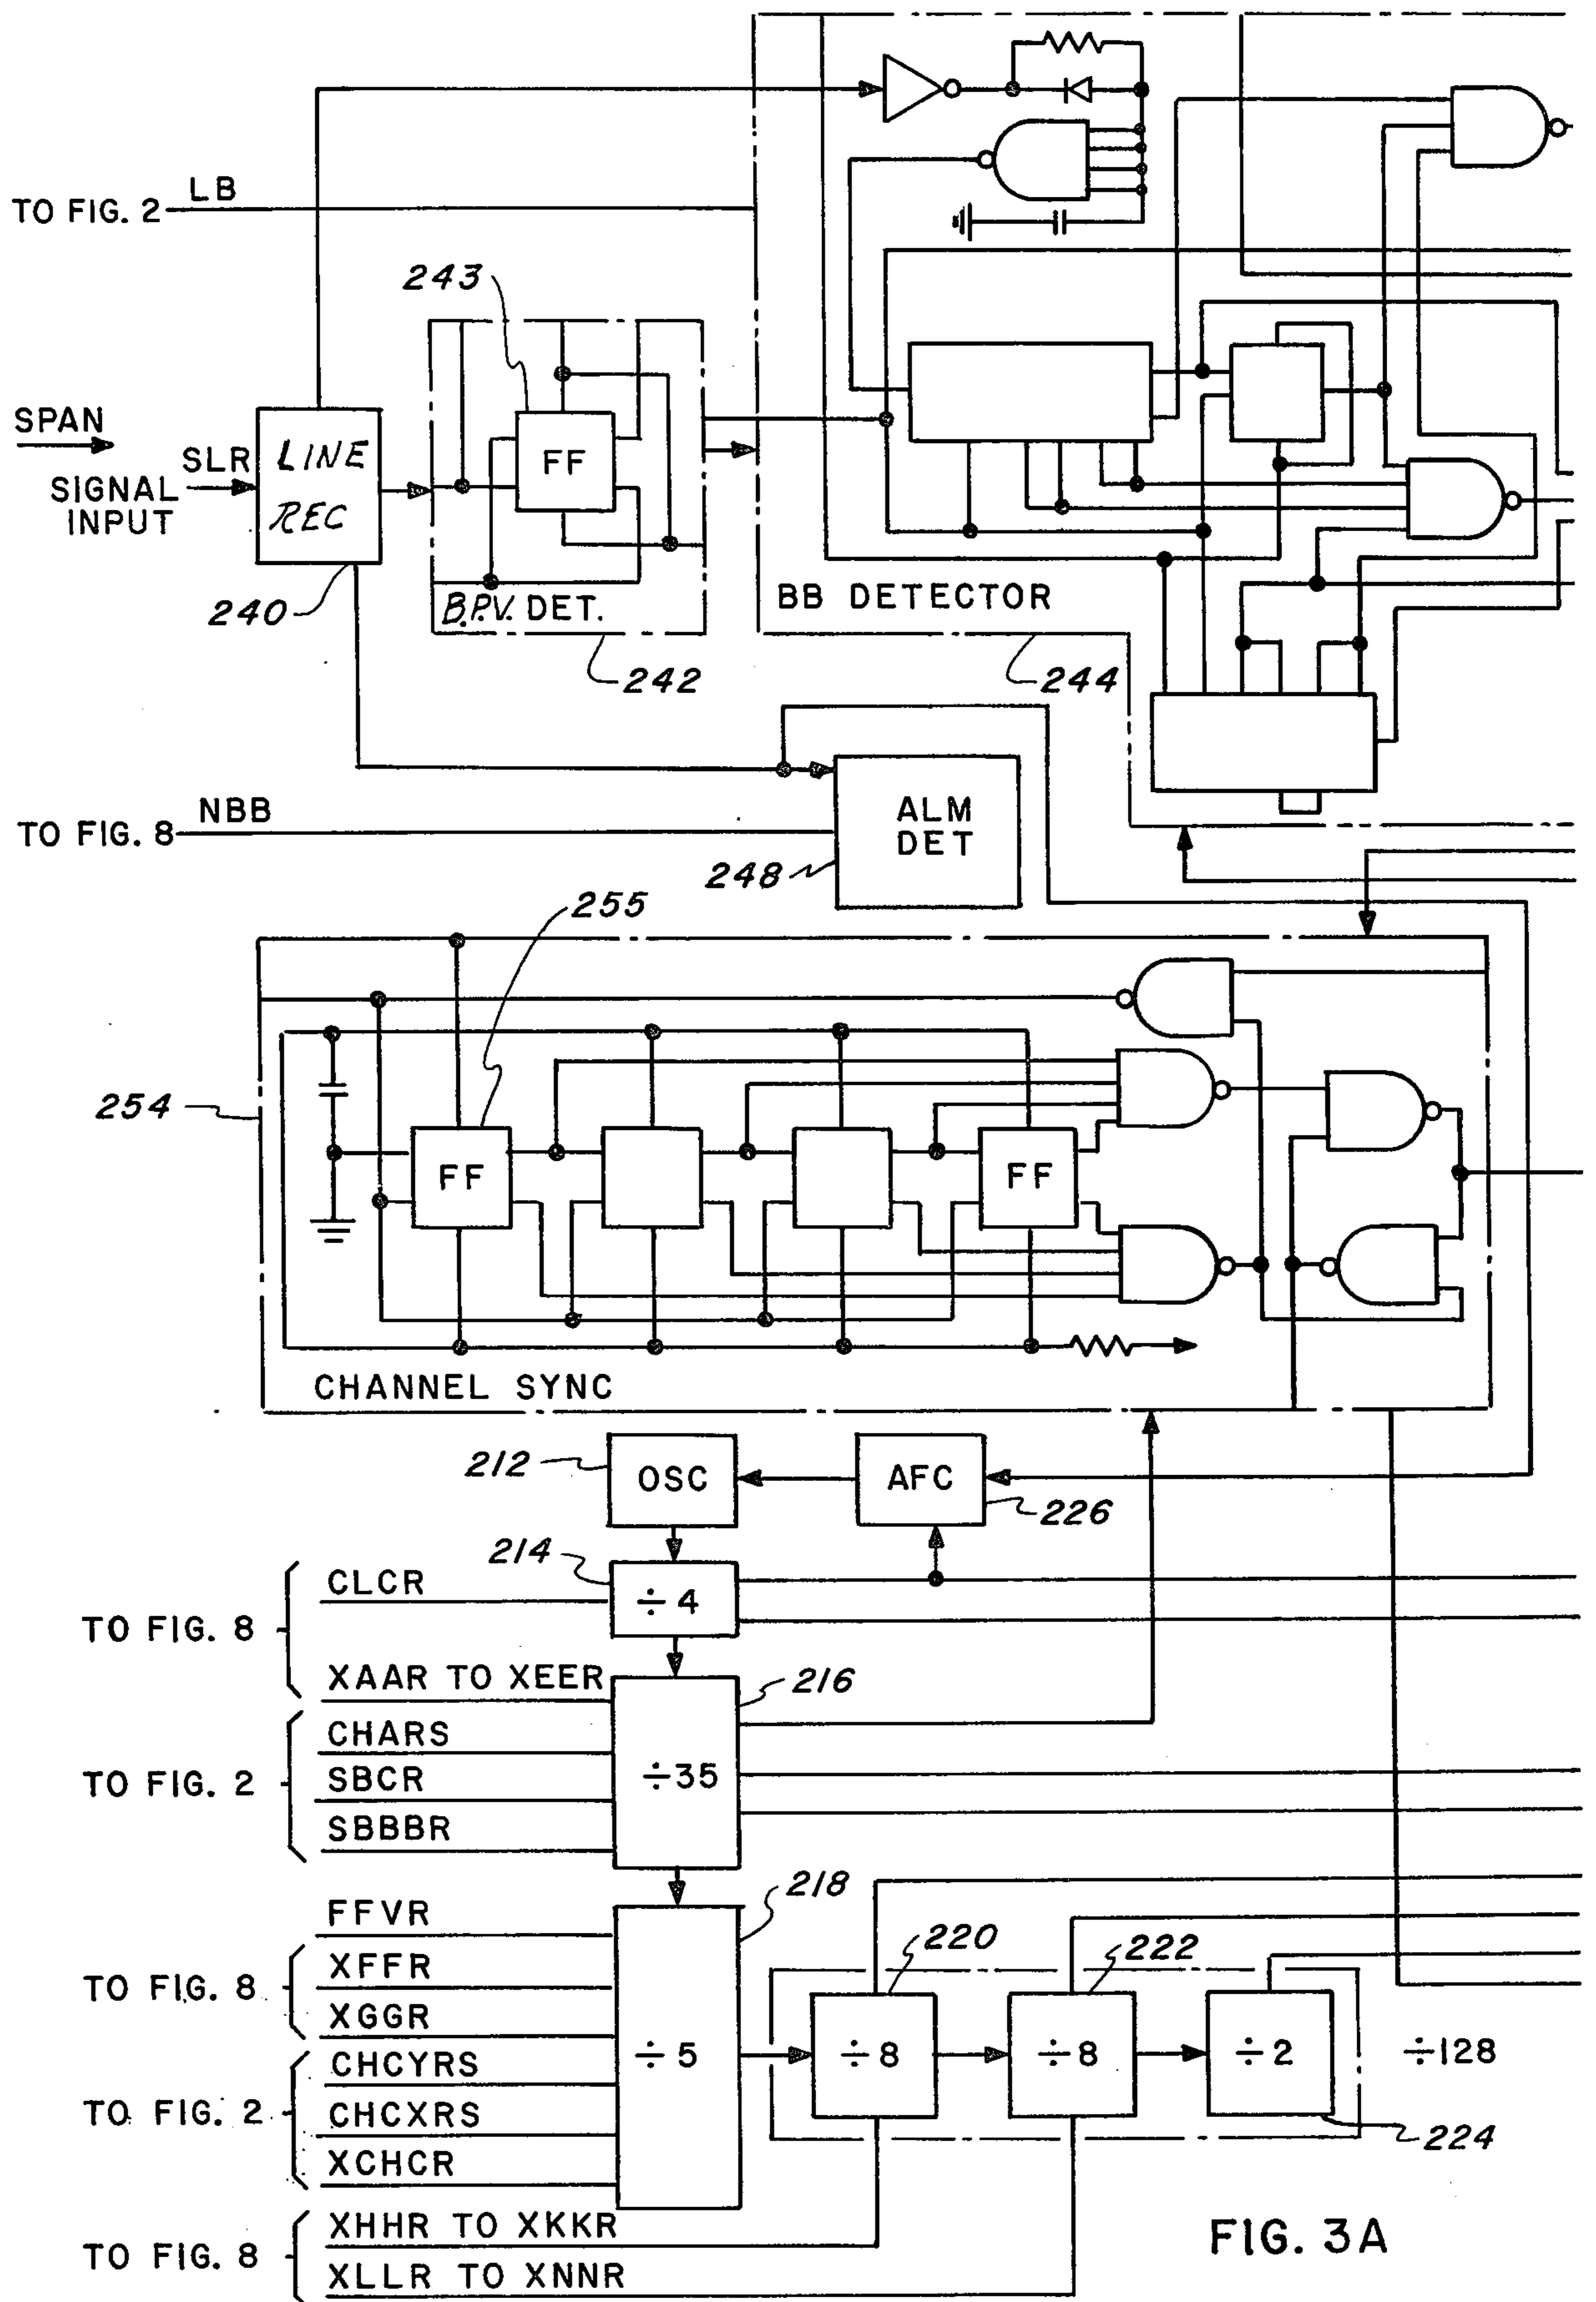 LB
TO FIG. 2
243
SPAN
SLR
SIGNAL
INPUT
LINE
REC
FF
240
B.P.V. DET.
242
BB DETECTOR
244
NBB
TO FIG. 8
ALM
DET
248
255
254
FF
FF
CHANNEL SYNC
212
OSC
AFC
226
214
CLCR
÷4
TO FIG. 8
XAAR TO XEER
216
CHARS
TO FIG. 2
SBCR
÷35
SBBBR
218
FFVR
220
222
XFFR
TO FIG. 8
XGGR
CHCYRS
÷5
÷8
÷8
÷2
÷128
TO FIG. 2
CHCXRS
224
XCHCR
XHHR TO XKKR
TO FIG. 8
XLLR TO XNNR
FIG. 3A